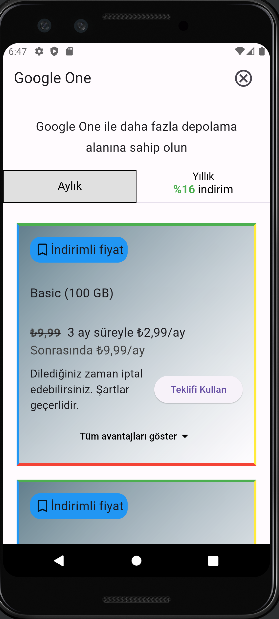 6:47
Google One
Google One ile daha fazla depolama
alanına sahip olun
Aylık
Yıllık
%16 indirim
İndirimli fiyat
Basic (100 GB)
₺9,99 3 ay süreyle ₺2,99/ay
Sonrasında ₺9,99/ay
Dilediğiniz zaman iptal
edebilirsiniz. Şartlar
geçerlidir.
Teklifi Kullan
Tüm avantajları göster
İndirimli fiyat